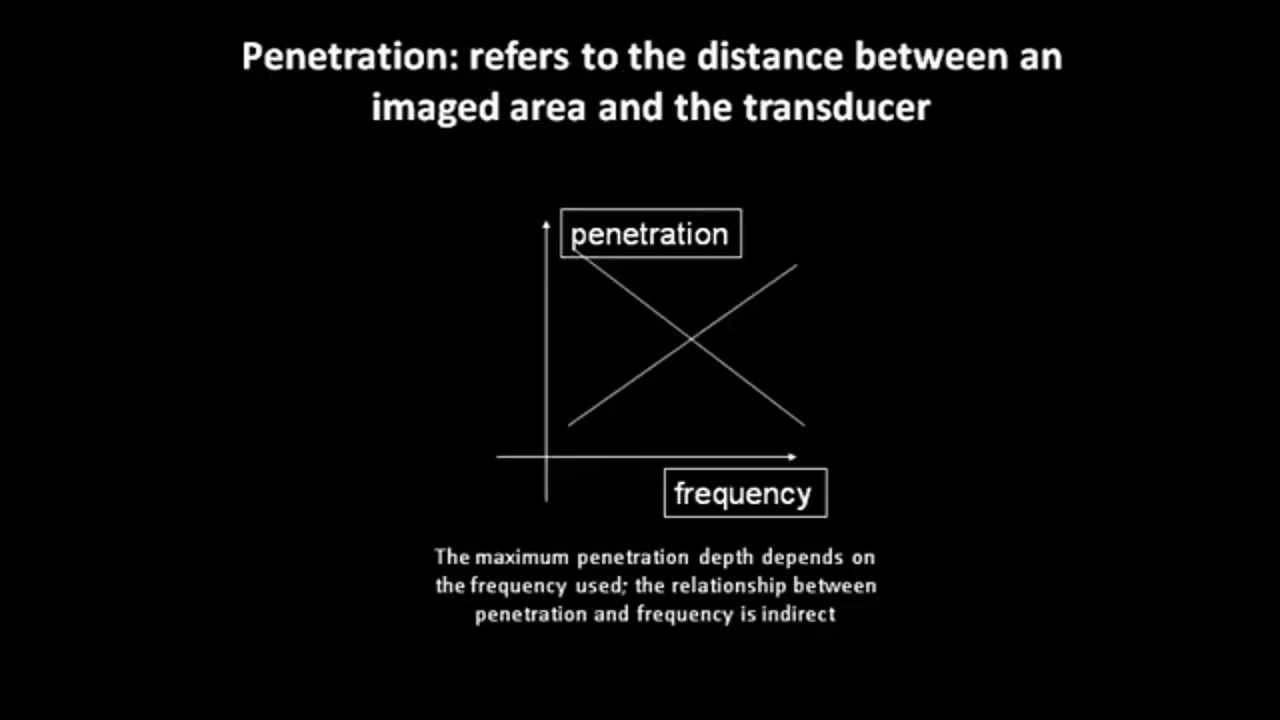 Penetration: refers to the distance between an
imaged area and the transducer
penetration
frequency
The maximum penetration depth depends on
the frequency used; the relationship between
penetration and frequency is indirect